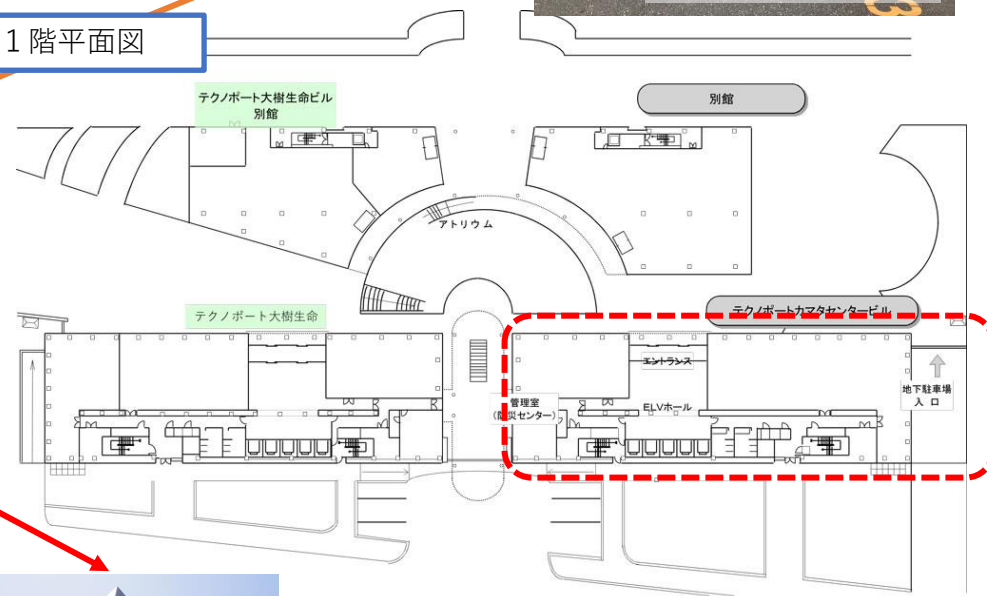 1階平面図
テクノポート大樹生命ビル
別館
別館
アトリウム
テクノポート大樹生命
テクノポートカマタセンタービル
エントランス
管理室
(防災センター)
ELVホール
地下駐車場
入口